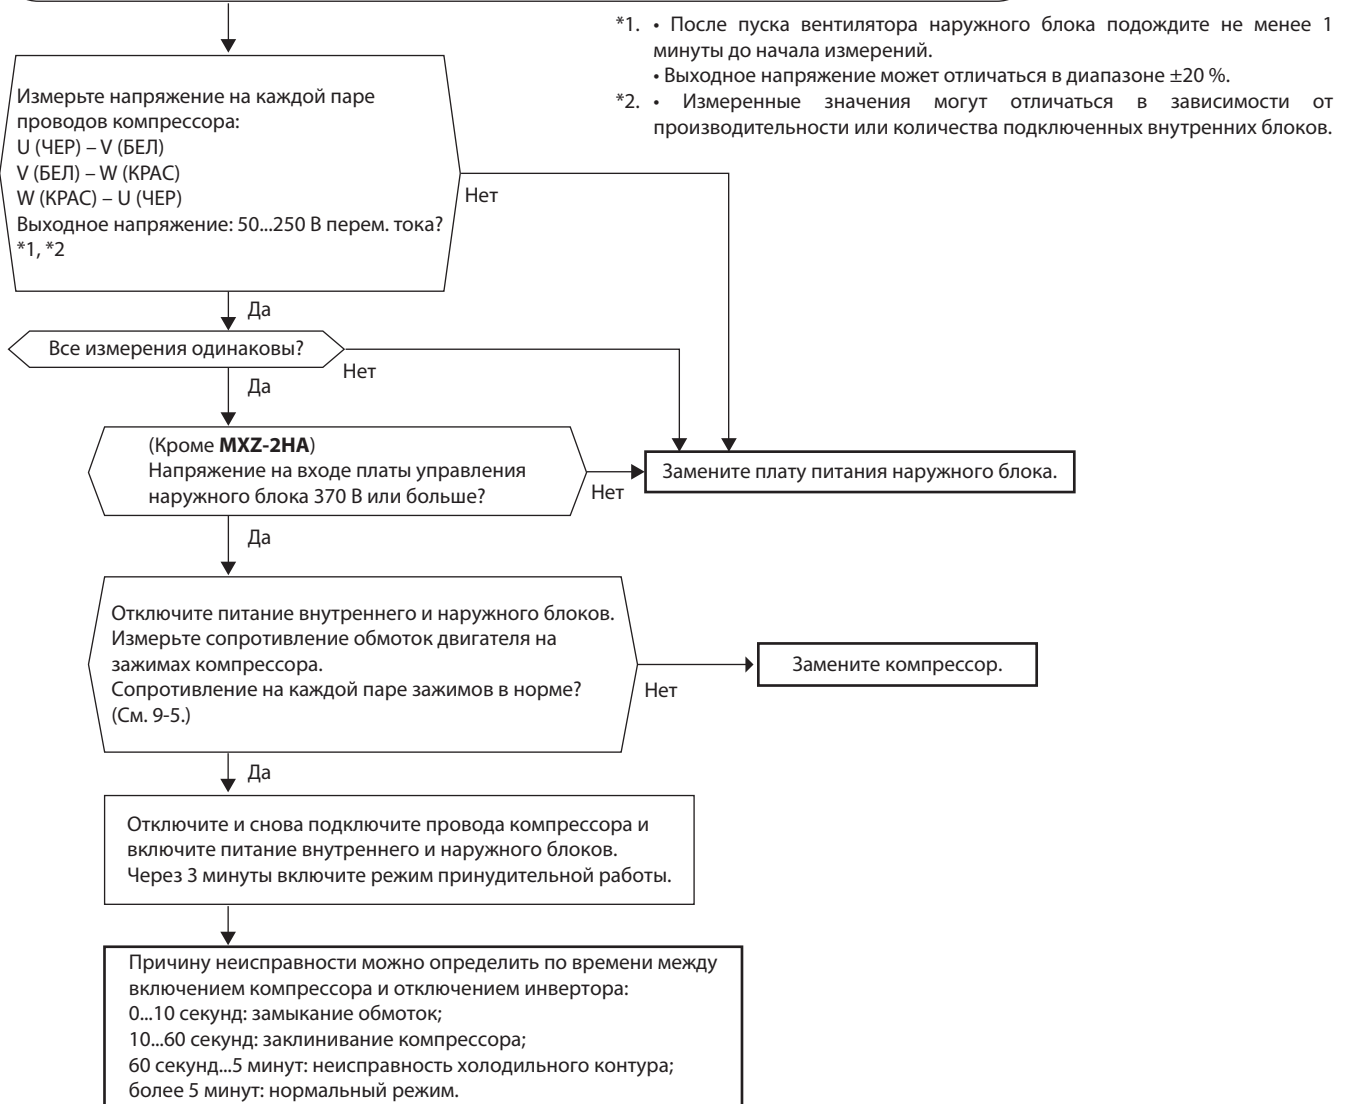 *1. • После пуска вентилятора наружного блока подождите не менее 1
минуты до начала измерений.
• Выходное напряжение может отличаться в диапазоне ±20 %.
*2. • Измеренные значения могут отличаться в зависимости от
производительности или количества подключенных внутренних блоков.
Измерьте напряжение на каждой паре
проводов компрессора:
U (ЧЕР) – V (БЕЛ)
V (БЕЛ) – W (КРАС)
W (КРАС) – U (ЧЕР)
Выходное напряжение: 50...250 В перем. тока?
*1, *2
Нет
Да
Все измерения одинаковы?
Нет
Да
(Кроме MXZ-2HA)
Напряжение на входе платы управления
наружного блока 370 В или больше?
Нет
Замените плату питания наружного блока.
Да
Отключите питание внутреннего и наружного блоков.
Измерьте сопротивление обмоток двигателя на
зажимах компрессора.
Сопротивление на каждой паре зажимов в норме?
(См. 9-5.)
Нет
Замените компрессор.
Да
Отключите и снова подключите провода компрессора и
включите питание внутреннего и наружного блоков.
Через 3 минуты включите режим принудительной работы.
Причину неисправности можно определить по времени между
включением компрессора и отключением инвертора:
0...10 секунд: замыкание обмоток;
10...60 секунд: заклинивание компрессора;
60 секунд...5 минут: неисправность холодильного контура;
более 5 минут: нормальный режим.